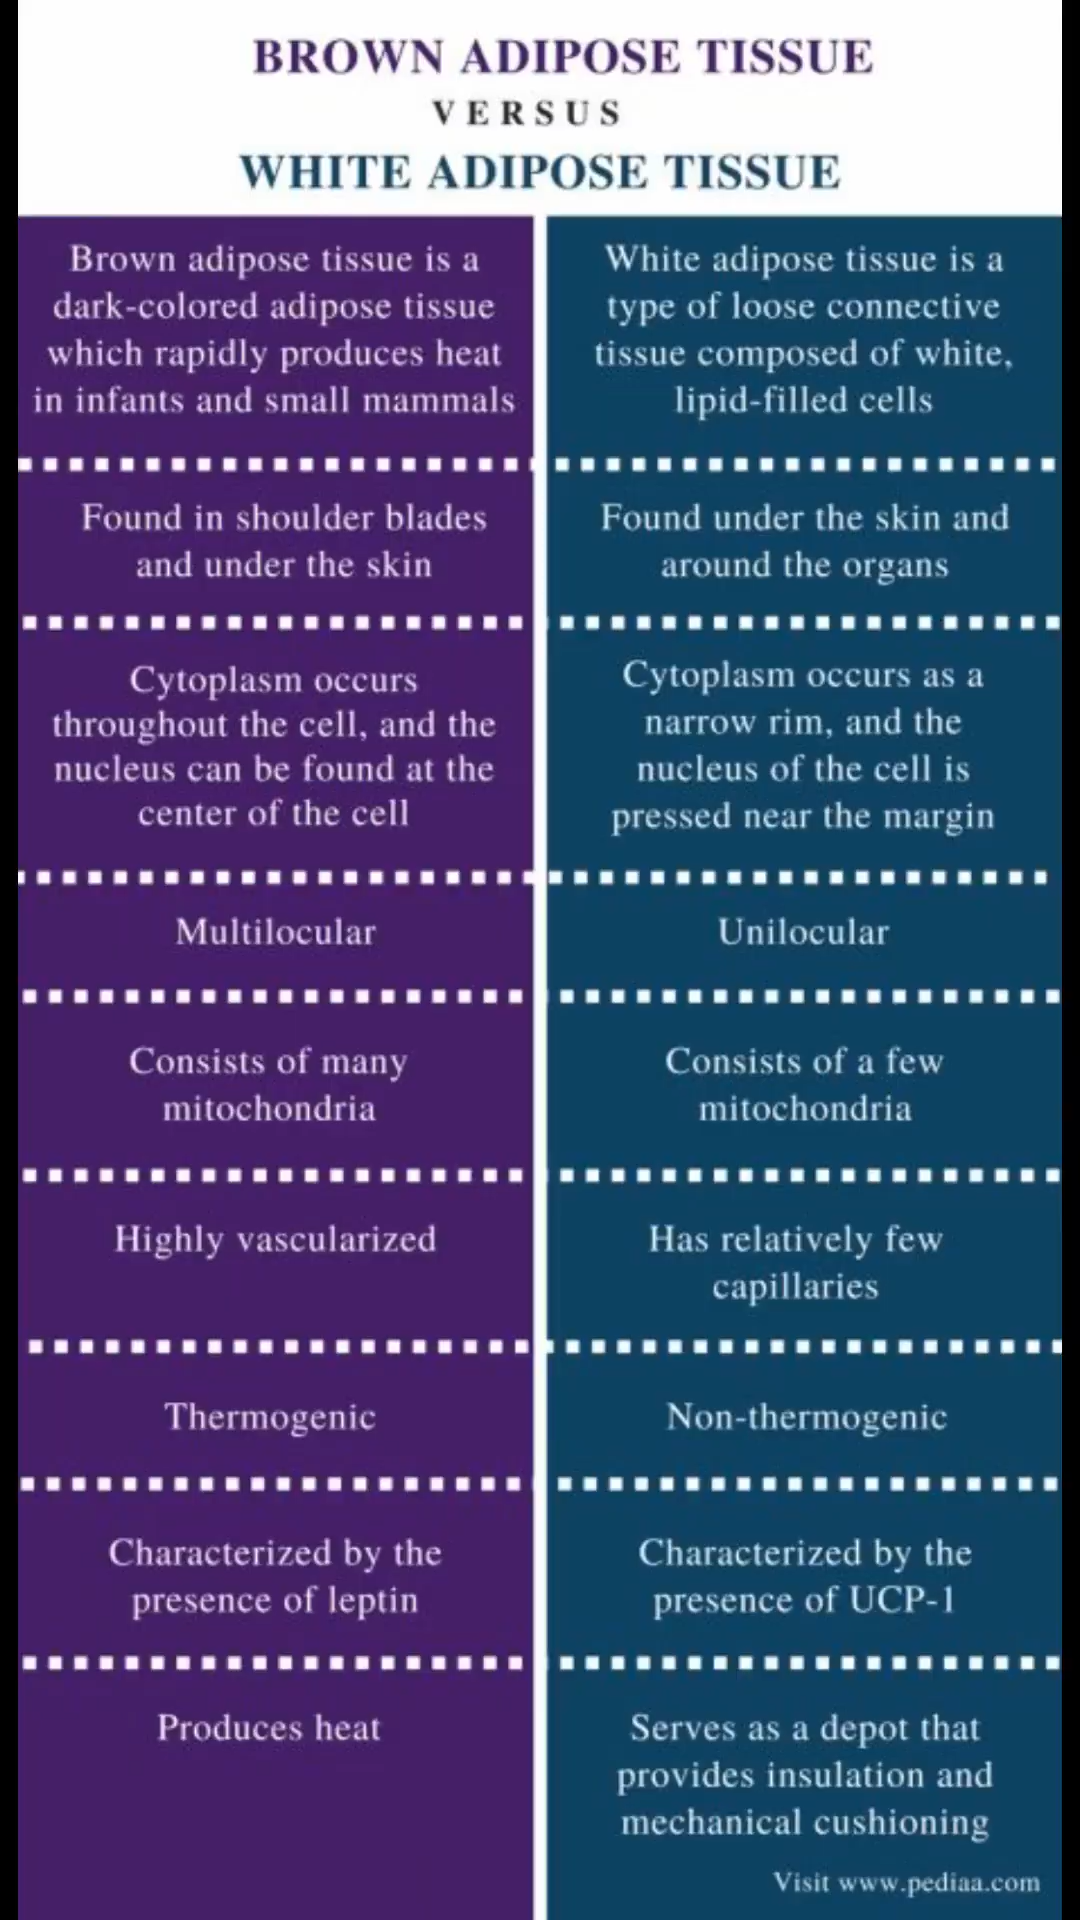 BROWN ADIPOSE TISSUE
VERSUS
WHITE ADIPOSE TISSUE
Brown adipose tissue is a
dark-colored adipose tissue
which rapidly produces heat
in infants and small mammals
White adipose tissue is a
type of loose connective
tissue composed of white,
lipid-filled cells
Found in shoulder blades
and under the skin
Found under the skin and
around the organs
Cytoplasm occurs
throughout the cell, and the
nucleus can be found at the
center of the cell
Cytoplasm occurs as a
narrow rim, and the
nucleus of the cell is
pressed near the margin
Multilocular
Unilocular
Consists of many
mitochondria
Consists of a few
mitochondria
Highly vascularized
Has relatively few
capillaries
Thermogenic
Non-thermogenic
Characterized by the
presence of leptin
Characterized by the
presence of UCP-1
Produces heat
Serves as a depot that
provides insulation and
mechanical cushioning
Visit www.pediaa.com